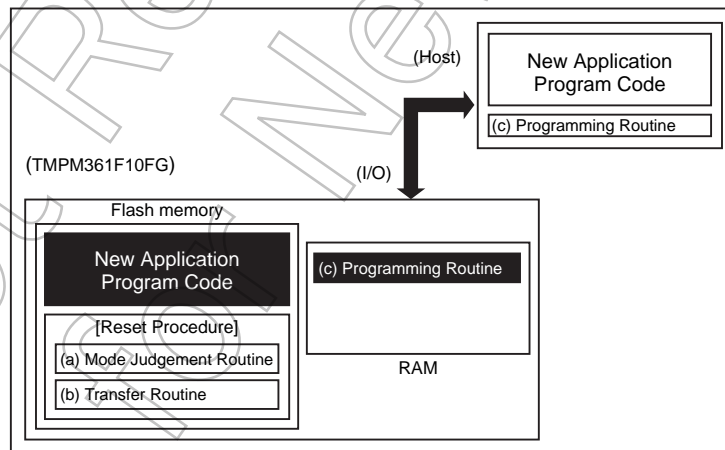 (Host)
New Application
Program Code
(c) Programming Routine
(TMPM361F10FG)
(I/O)
Flash memory
New Application
Program Code
[Reset Procedure]
(a) Mode Judgement Routine
(b) Transfer Routine
(c) Programming Routine
RAM